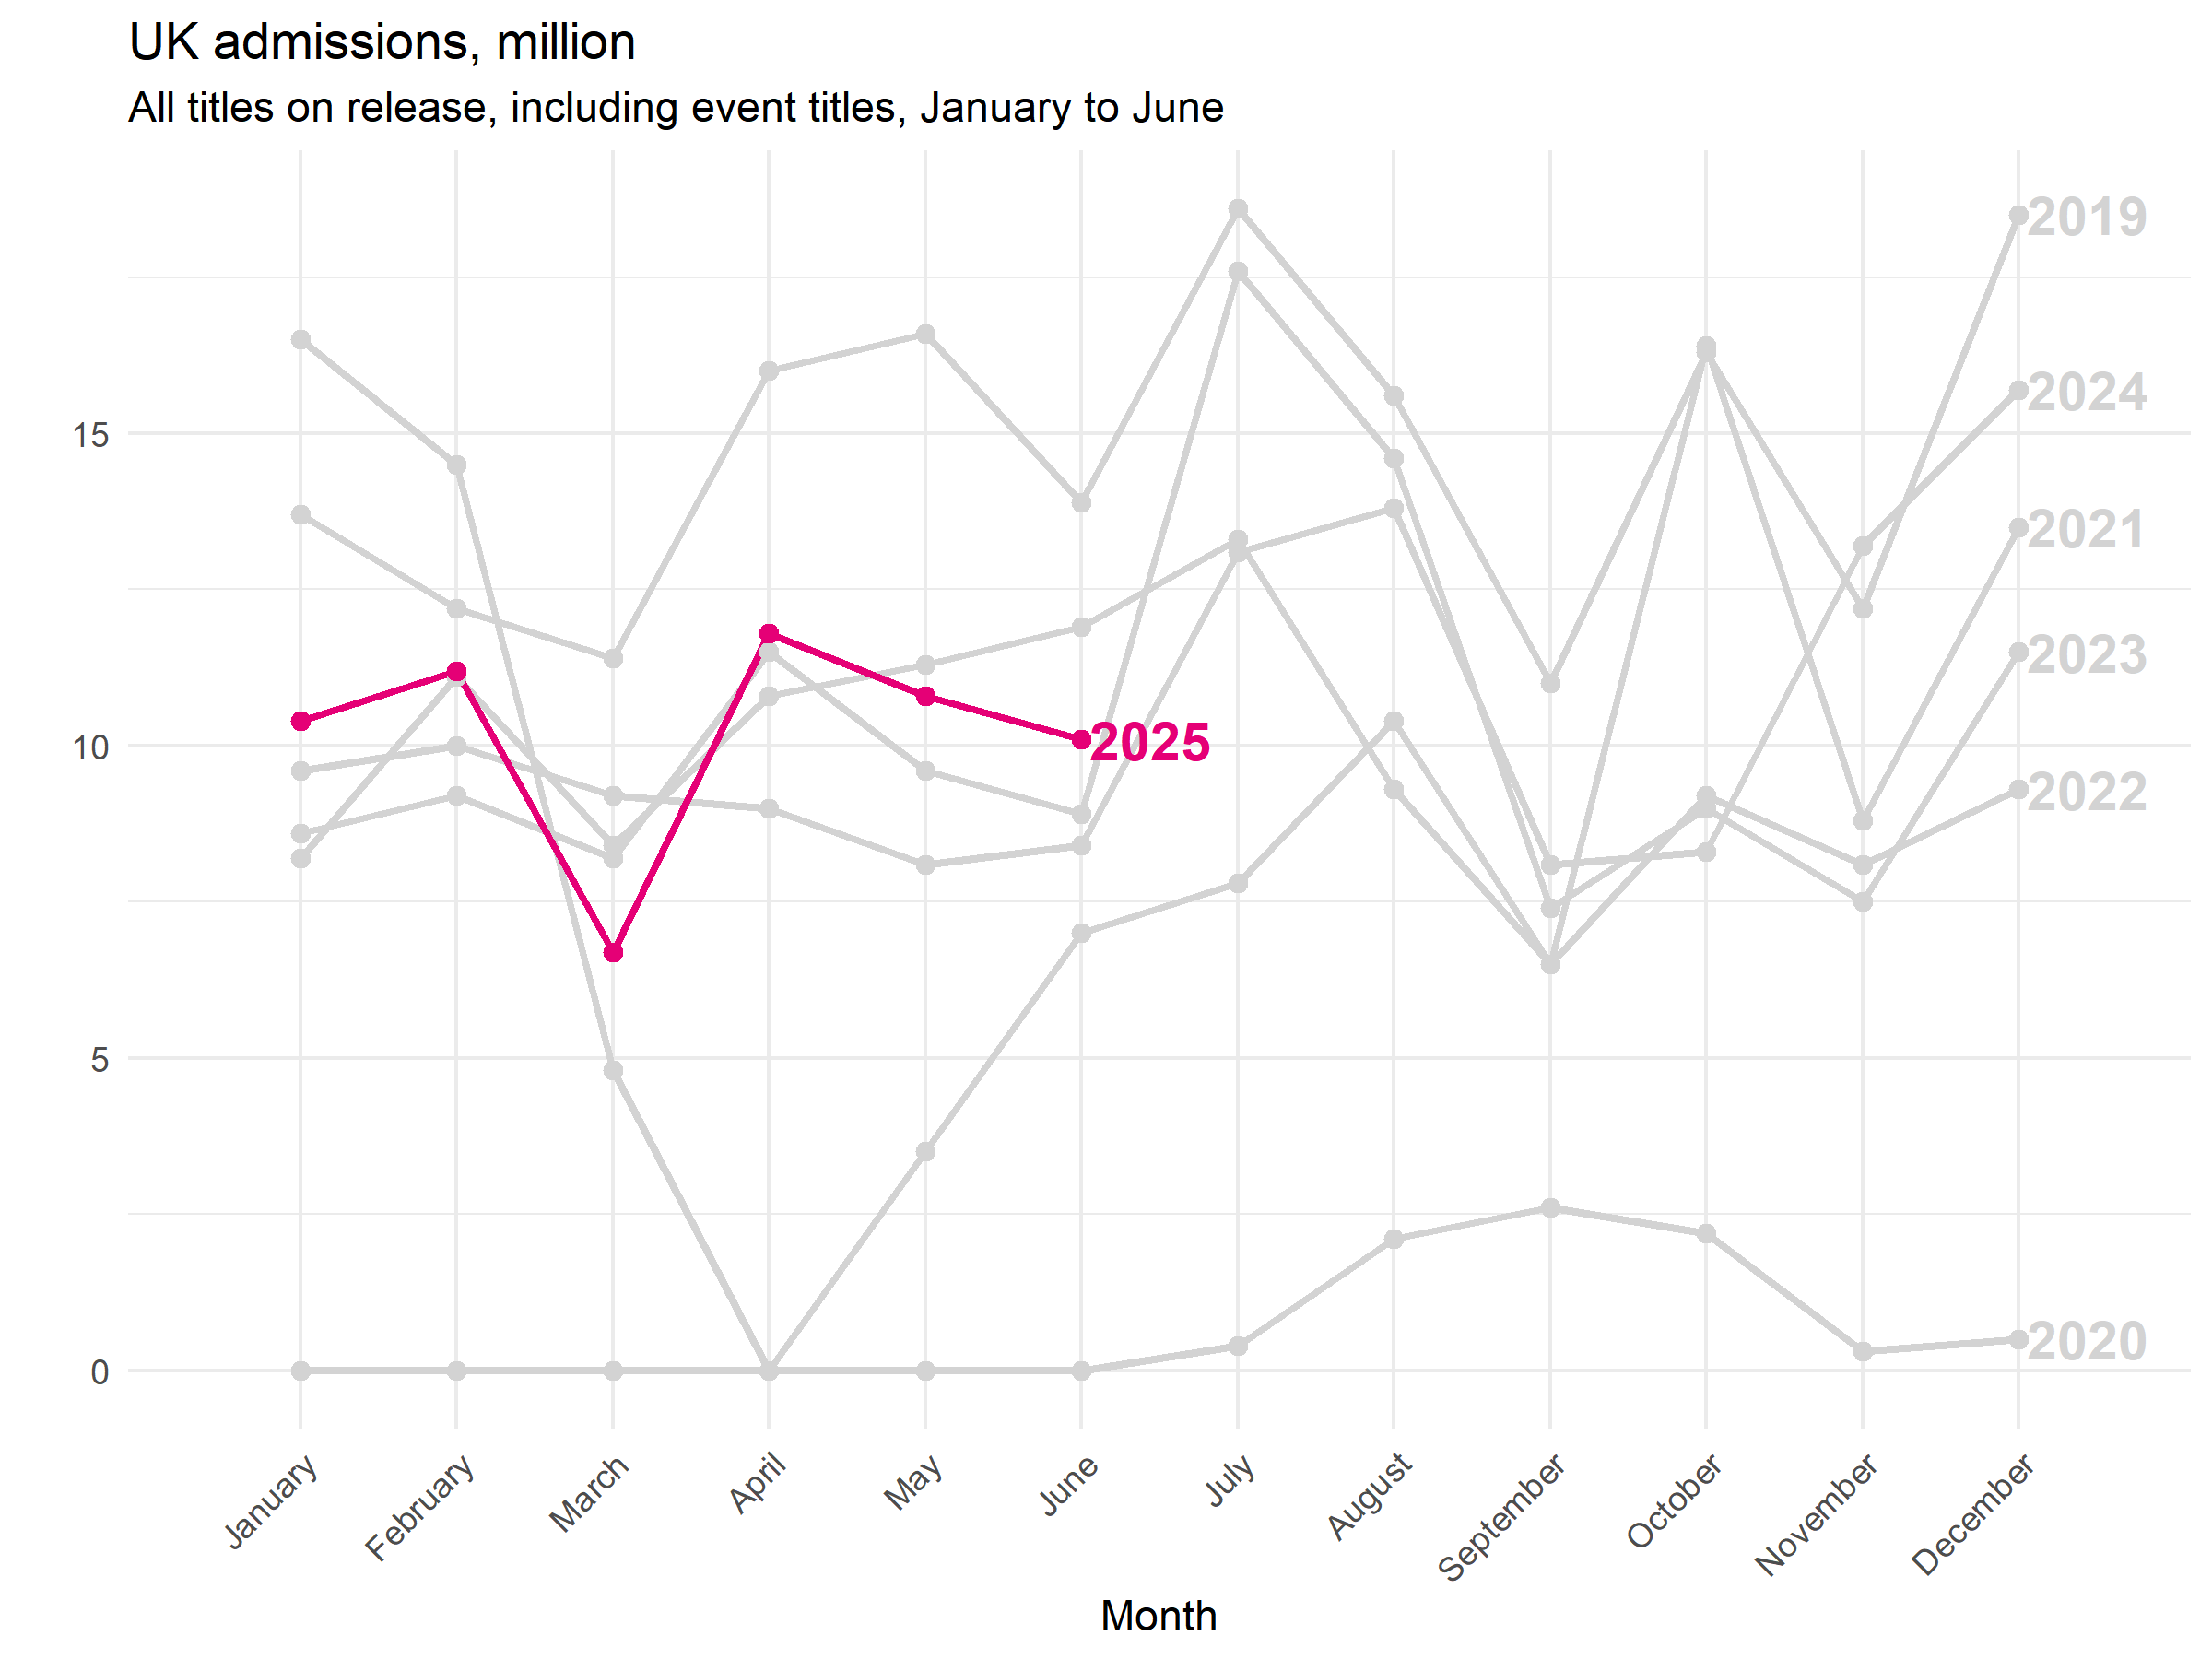 UK admissions, million
All titles on release, including event titles, January to June
2019
2024
15
2021
2023
10
2025
2022
5
2020
0
January
February
March
April
May
June
July
August
September
October
November
December
Month